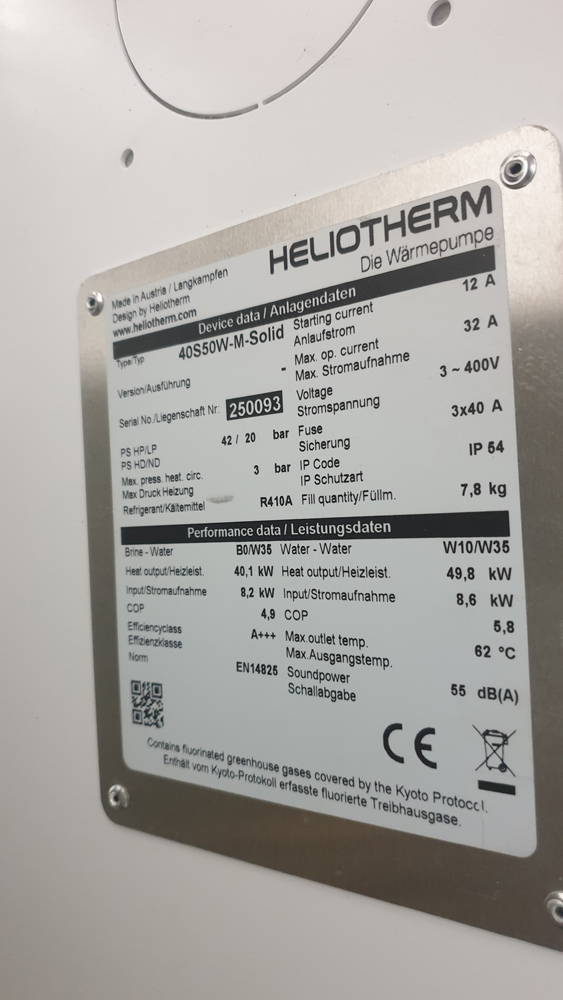 Made in Austria / Langkampfen
Design by Heliotherm
www.heliotherm.com
HELIOTHERM
Die Wärmepumpe
Device data / Anlagendaten
Type/Typ 40S50W-M-Solid
Version/Ausführung -
Serial No./Liegenschaft Nr: 250093
PS HP/LP 42 / 20 bar
PS HD/ND
Max. press. heat. circ. 3 bar
Max Druck Heizung
Refrigerant/Kältemittel R410A
Starting current 12 A
Anlaufstrom
Max. op. current 32 A
Max. Stromaufnahme
Voltage 3 ~ 400V
Stromspannung
Fuse 3x40 A
Sicherung
IP Code IP 54
IP Schutzart
Fill quantity/Füllm. 7,8 kg
Performance data / Leistungsdaten
Brine - Water B0/W35
Heat output/Heizleist. 40,1 kW
Input/Stromaufnahme 8,2 kW
COP 4,9
Efficiencyclass A+++
Effizienzklasse
Norm EN14825
Water - Water W10/W35
Heat output/Heizleist. 49,8 kW
Input/Stromaufnahme 8,6 kW
COP 5,8
Max.outlet temp. 62 °C
Max.Ausgangstemp.
Soundpower 55 dB(A)
Schallabgabe
CE
Contains fluorinated greenhouse gases covered by the Kyoto Protocol.
Enthält vom Kyoto-Protokoll erfasste fluorierte Treibhausgase.